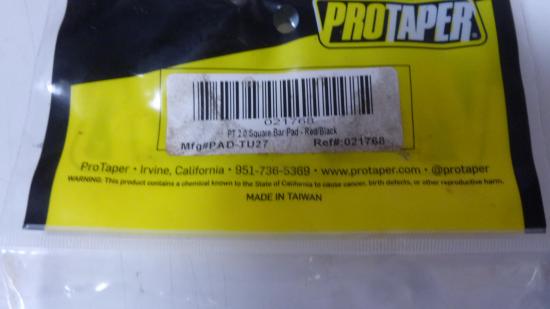 PROTAPER
021768
PT 2.0 Square Bar Pad - Red/Black
Mfg#PAD-TU27 Ref#:021768
ProTaper • Irvine, California • 951-736-5369 • www.protaper.com • @protaper
WARNING: This product contains a chemical known to the State of California to cause cancer, birth defects, or other reproductive harm.
MADE IN TAIWAN